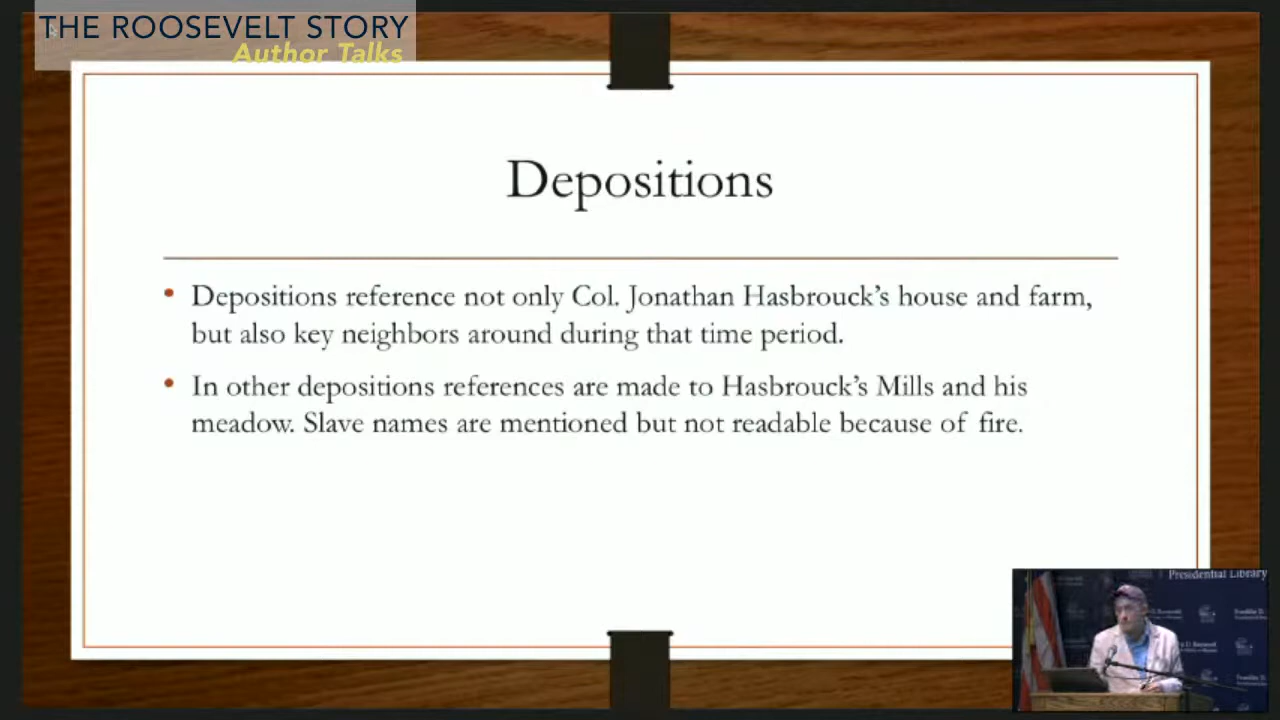 THE ROOSEVELT STORY
Author Talks
Depositions
• Depositions reference not only Col. Jonathan Hasbrouck's house and farm,
but also key neighbors around during that time period.
• In other depositions references are made to Hasbrouck's Mills and his
meadow. Slave names are mentioned but not readable because of fire.
Presidential Library